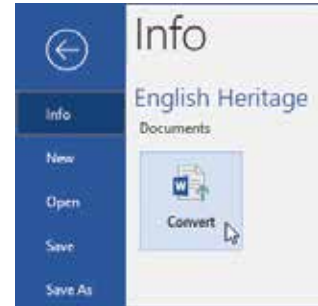 Info
English Heritage
Documents
Convert
Info
New
Open
Save
Save As